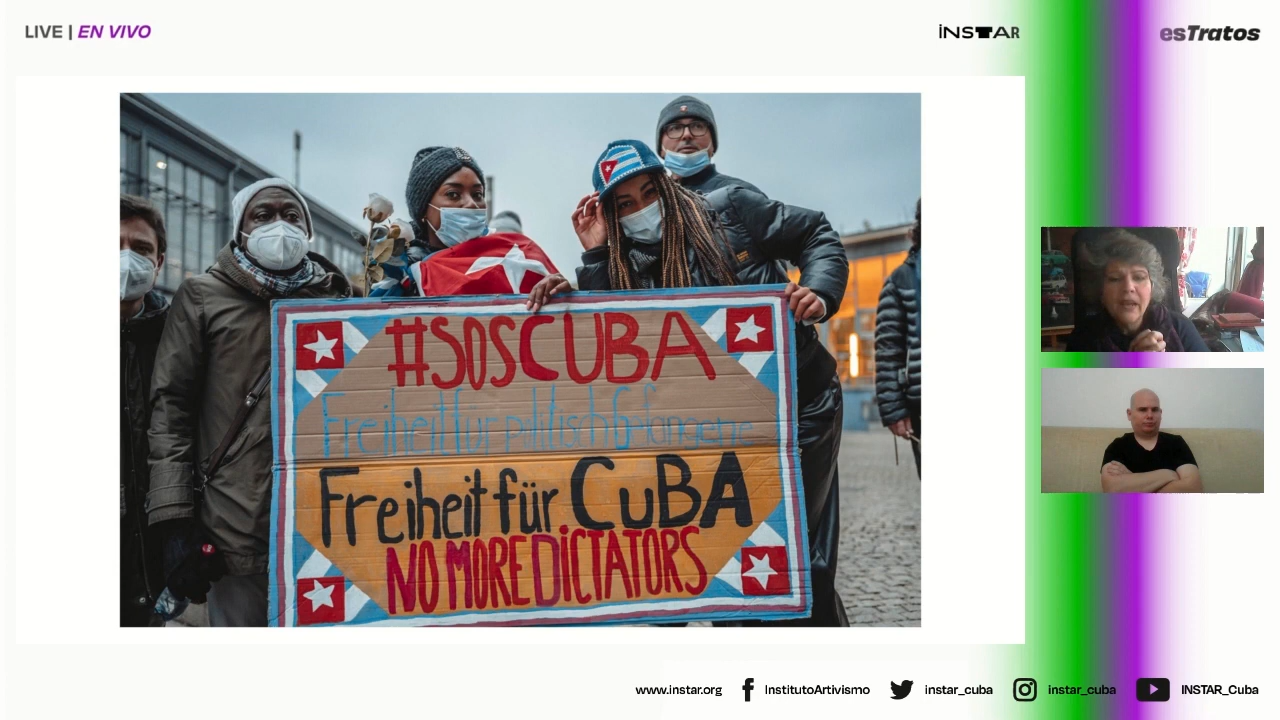 LIVE | EN VIVO
iNSTAR
esTratos
#SOSCUBA
Freiheit für politisch Gefangene
Freiheit für CuBA
NO MORE DiCTATORS
www.instar.org
InstitutoArtivismo
instar_cuba
instar_cuba
INSTAR_Cuba